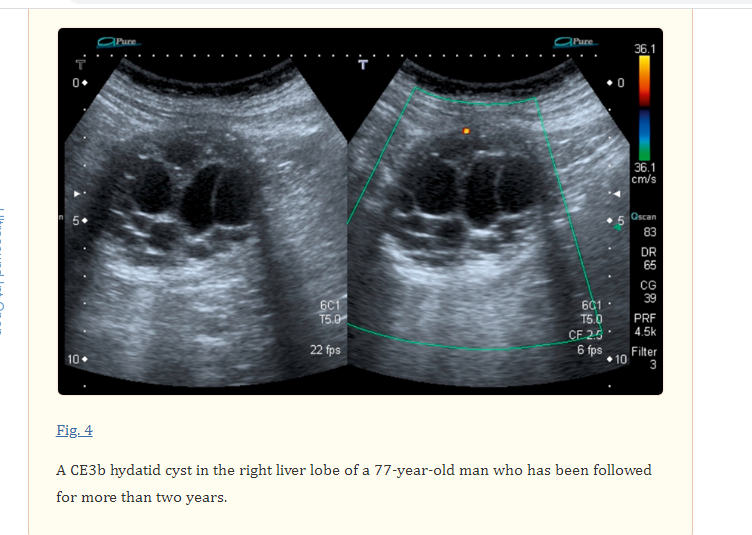 Pure
Pure
T
T
36.1
0
0
36.1
cm/s
5
5
Qscan
83
DR
65
CG
39
6C1
T5.0
6C1
T5.0
CF 2.5
PRF
4.5k
22 fps
6 fps
Filter
3
10
10
Fig. 4
A CE3b hydatid cyst in the right liver lobe of a 77-year-old man who has been followed
for more than two years.